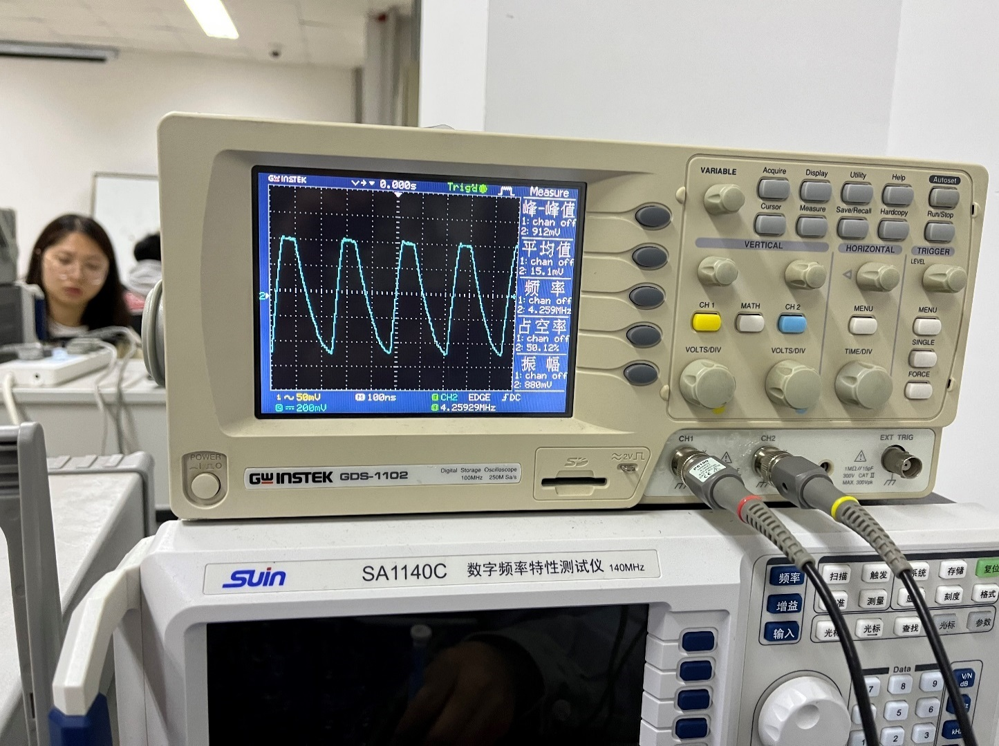 GW INSTEK
0.000s
Trig'd
Measure
峰-峰值
1: chan off
2: 912mV
平均值
1: chan off
2: 15.1mV
频率
1: chan off
2: 4.259MHz
占空率
1: chan off
2: 50.12%
振幅
1: chan off
2: 880mV
2
1 50mV
100ns
CH2 EDGE DC
2 200mV
4.25929MHz
VARIABLE
Acquire
Display
Utility
Help
Autoset
Cursor
Measure
Save/Recall
Hardcopy
Run/Stop
VERTICAL
HORIZONTAL
TRIGGER
LEVEL
CH 1
MATH
CH 2
MENU
MENU
SINGLE
VOLTS/DIV
VOLTS/DIV
TIME/DIV
FORCE
CH1
CH2
EXT TRIG
POWER
GW INSTEK GDS-1102
Digital Storage Oscilloscope
100MHz 250M Sa/s
SD
2V
1MΩ//15pF
300V CAT II
MAX. 300Vpk
P6100
SUIN SA1140C 数字频率特性测试仪 140MHz
频率
扫描
触发
系统
存储
复位
增益
测量
刻度
格式
输入
光标
查找
光标
参数
Data
7
8
9
V/N
dB
5
6
1
2
3
kHz